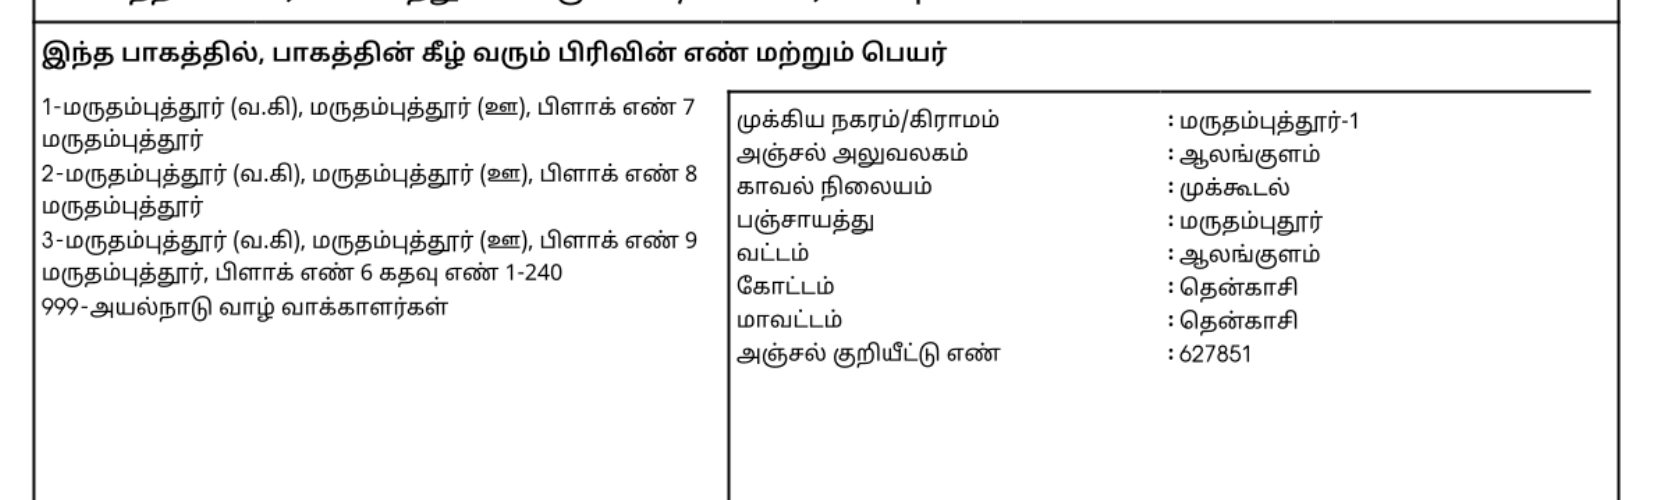 இந்த பாகத்தில், பாகத்தின் கீழ் வரும் பிரிவின் எண் மற்றும் பெயர்
1-மருதம்புத்தூர் (வ.கி), மருதம்புத்தூர் (ஊ), பிளாக் எண் 7
மருதம்புத்தூர்
2-மருதம்புத்தூர் (வ.கி), மருதம்புத்தூர் (ஊ), பிளாக் எண் 8
மருதம்புத்தூர்
3-மருதம்புத்தூர் (வ.கி), மருதம்புத்தூர் (ஊ), பிளாக் எண் 9
மருதம்புத்தூர், பிளாக் எண் 6 கதவு எண் 1-240
999-அயல்நாடு வாழ் வாக்காளர்கள்
முக்கிய நகரம்/கிராமம் : மருதம்புத்தூர்-1
அஞ்சல் அலுவலகம் : ஆலங்குளம்
காவல் நிலையம் : முக்கூடல்
பஞ்சாயத்து : மருதம்புதூர்
வட்டம் : ஆலங்குளம்
கோட்டம் : தென்காசி
மாவட்டம் : தென்காசி
அஞ்சல் குறியீட்டு எண் : 627851